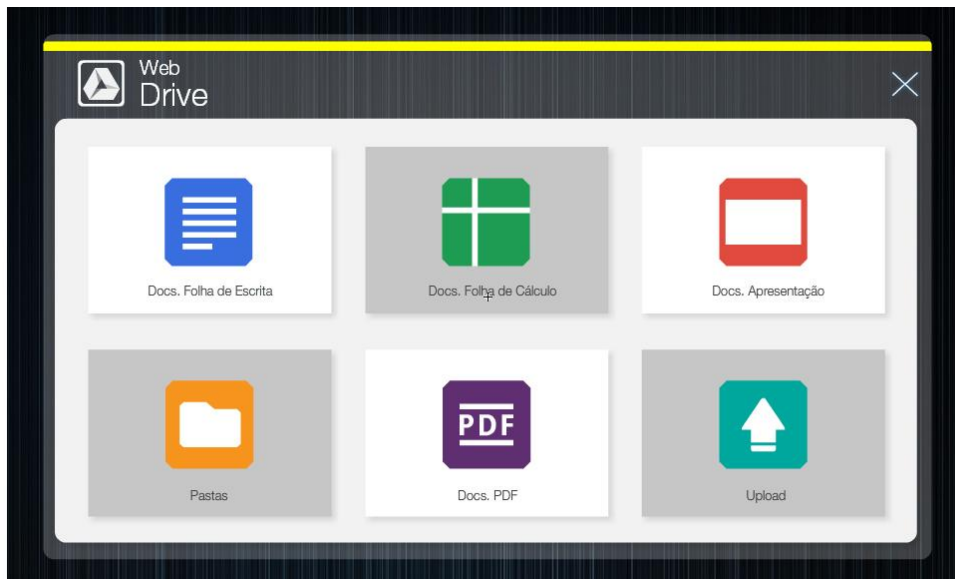 Web
Drive
Docs. Folha de Escrita
Docs. Folha de Cálculo
Docs. Apresentação
PDF
Pastas
Docs. PDF
Upload